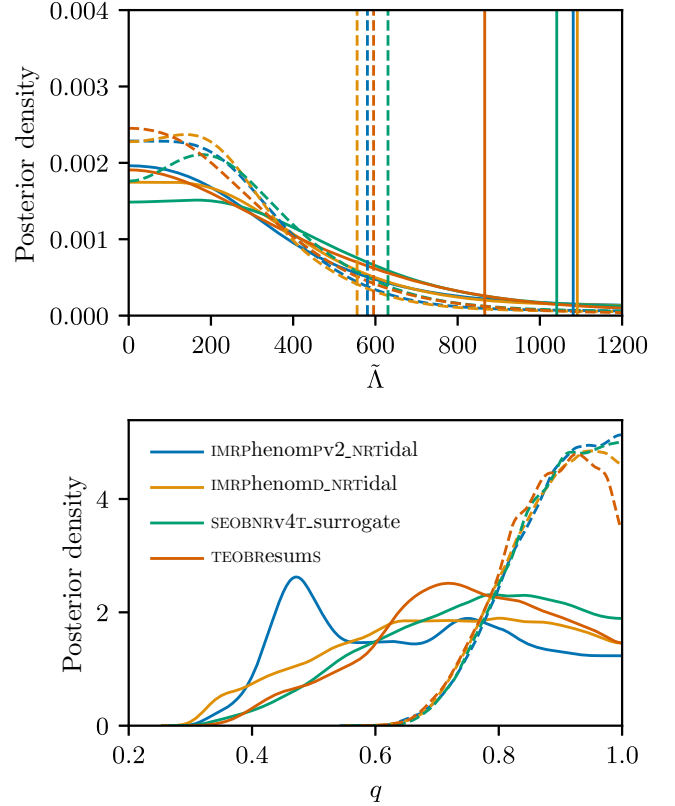 0.004
0.003
0.002
0.001
0.000
Posterior density
0 200 400 600 800 1000 1200
Λ̃
IMRPhenomPv2_NRTidal
IMRPhenomD_NRTidal
SEOBNRv4T_surrogate
TEOBResumS
4
2
0
Posterior density
0.2 0.4 0.6 0.8 1.0
q